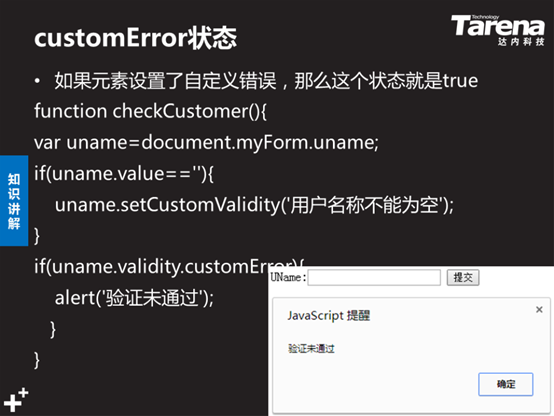 customError状态
Technology
Tarena
达内科技
• 如果元素设置了自定义错误，那么这个状态就是true
function checkCustomer(){
var uname=document.myForm.uname;
if(uname.value==''){
uname.setCustomValidity('用户名称不能为空');
}
if(uname.validity.customError){
alert('验证未通过');
}
}
知识讲解
UName:
提交
JavaScript 提醒
×
验证未通过
确定